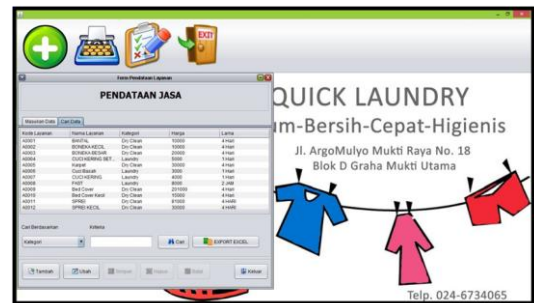 EXIT
Form Pendataan Layanan
PENDATAAN JASA
Masukan Data Cari Data
Kode Layanan Nama Layanan Kategori Harga Lama
A0001 BANTAL Dry Clean 10000 4 Hari
A0002 BONEKA KECIL Dry Clean 10000 4 Hari
A0003 BONEKA BESAR Dry Clean 20000 4 Hari
A0004 CUCI KERING SET... Laundry 5000 1 Hari
A0005 Karpet Dry Clean 30000 4 Hari
A0006 Cuci Basah Laundry 3000 1 Hari
A0007 CUCI KERING Laundry 4000 1 Hari
A0008 Laundry 8000 2 JAM
A0009 Bed Cover Dry Clean 4 Hari
A0010 Bed Cover Kecil Dry Clean 4 Hari
A0011 SPREI Dry Clean 4 HARI
A0012 SPREI KECIL Dry Clean 30000 4 HARI
Cari Berdasarkan Kriteria
Kategori Cari EXPORT EXCEL
Tambah Ubah Simpan Hapus Batal Keluar
QUICK LAUNDRY
um-Bersih-Cepat-Higienis
Jl. ArgoMulyo Mukti Raya No. 18
Blok D Graha Mukti Utama
Telp. 024-6734065